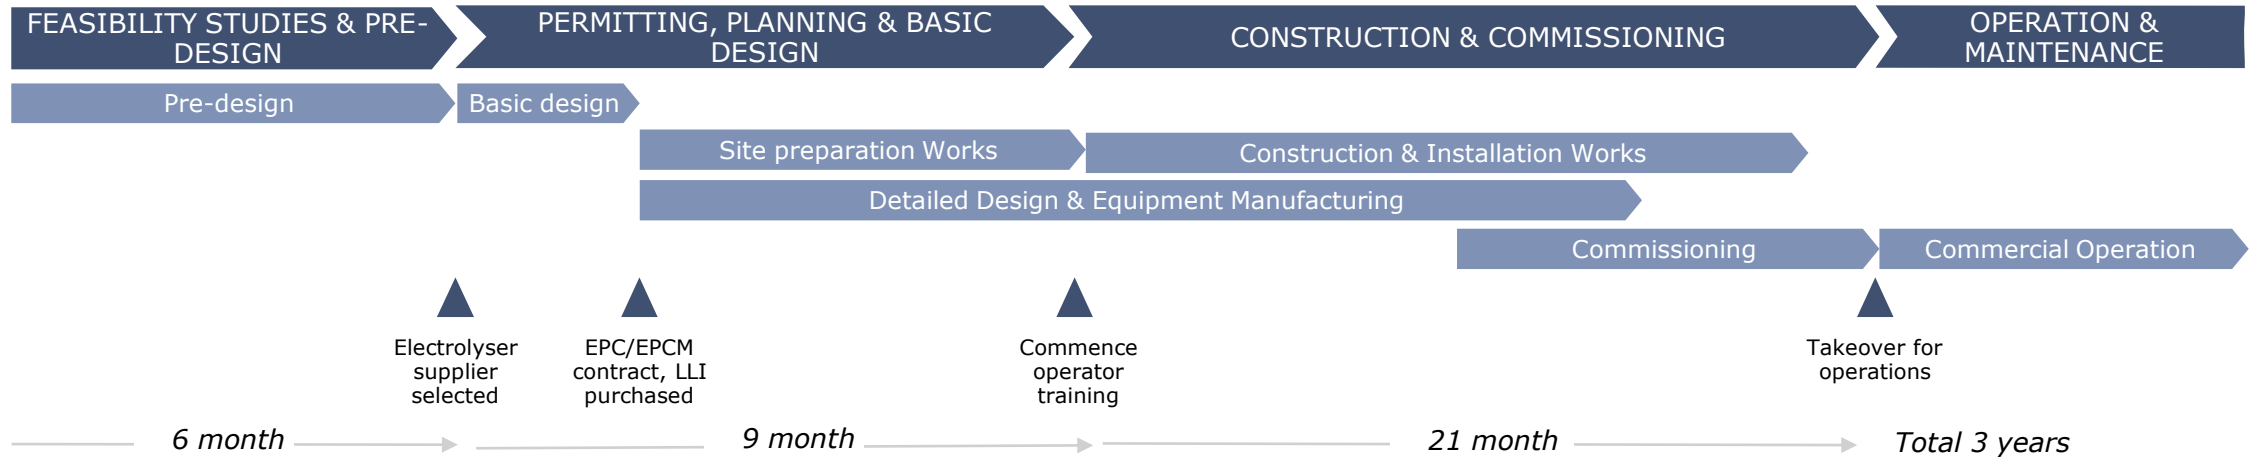 FEASIBILITY STUDIES & PRE-
DESIGN
PERMITTING, PLANNING & BASIC
DESIGN
CONSTRUCTION & COMMISSIONING
OPERATION &
MAINTENANCE
Pre-design
Basic design
Site preparation Works
Construction & Installation Works
Detailed Design & Equipment Manufacturing
Commissioning
Commercial Operation
Electrolyser
supplier
selected
EPC/EPCM
contract, LLI
purchased
Commence
operator
training
Takeover for
operations
6 month
9 month
21 month
Total 3 years